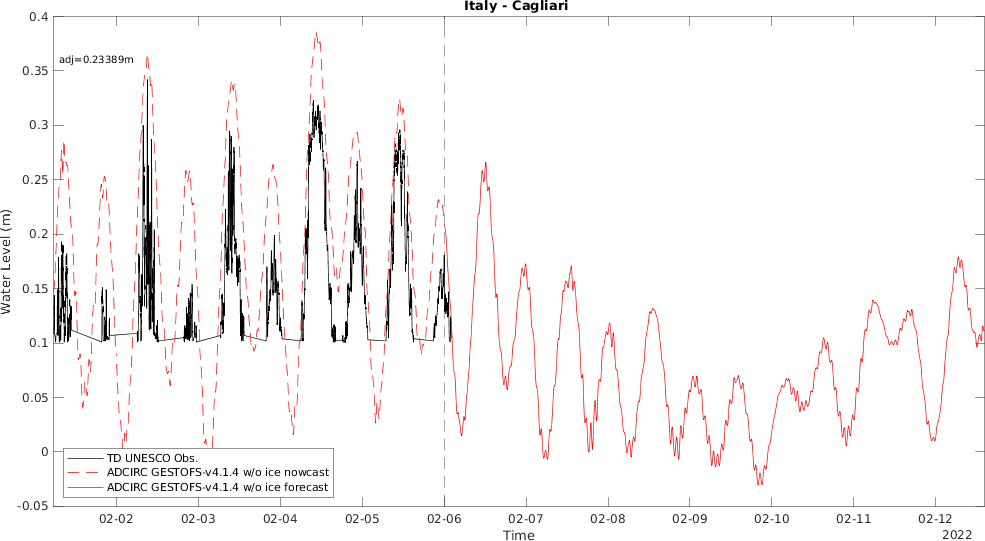 Italy - Cagliari
adj=0.23389m
0.4
0.35
0.3
0.25
0.2
0.15
0.1
0.05
0
-0.05
Water Level (m)
TD UNESCO Obs.
ADCIRC GESTOFS-v4.1.4 w/o ice nowcast
ADCIRC GESTOFS-v4.1.4 w/o ice forecast
02-02 02-03 02-04 02-05 02-06 02-07 02-08 02-09 02-10 02-11 02-12
Time
2022